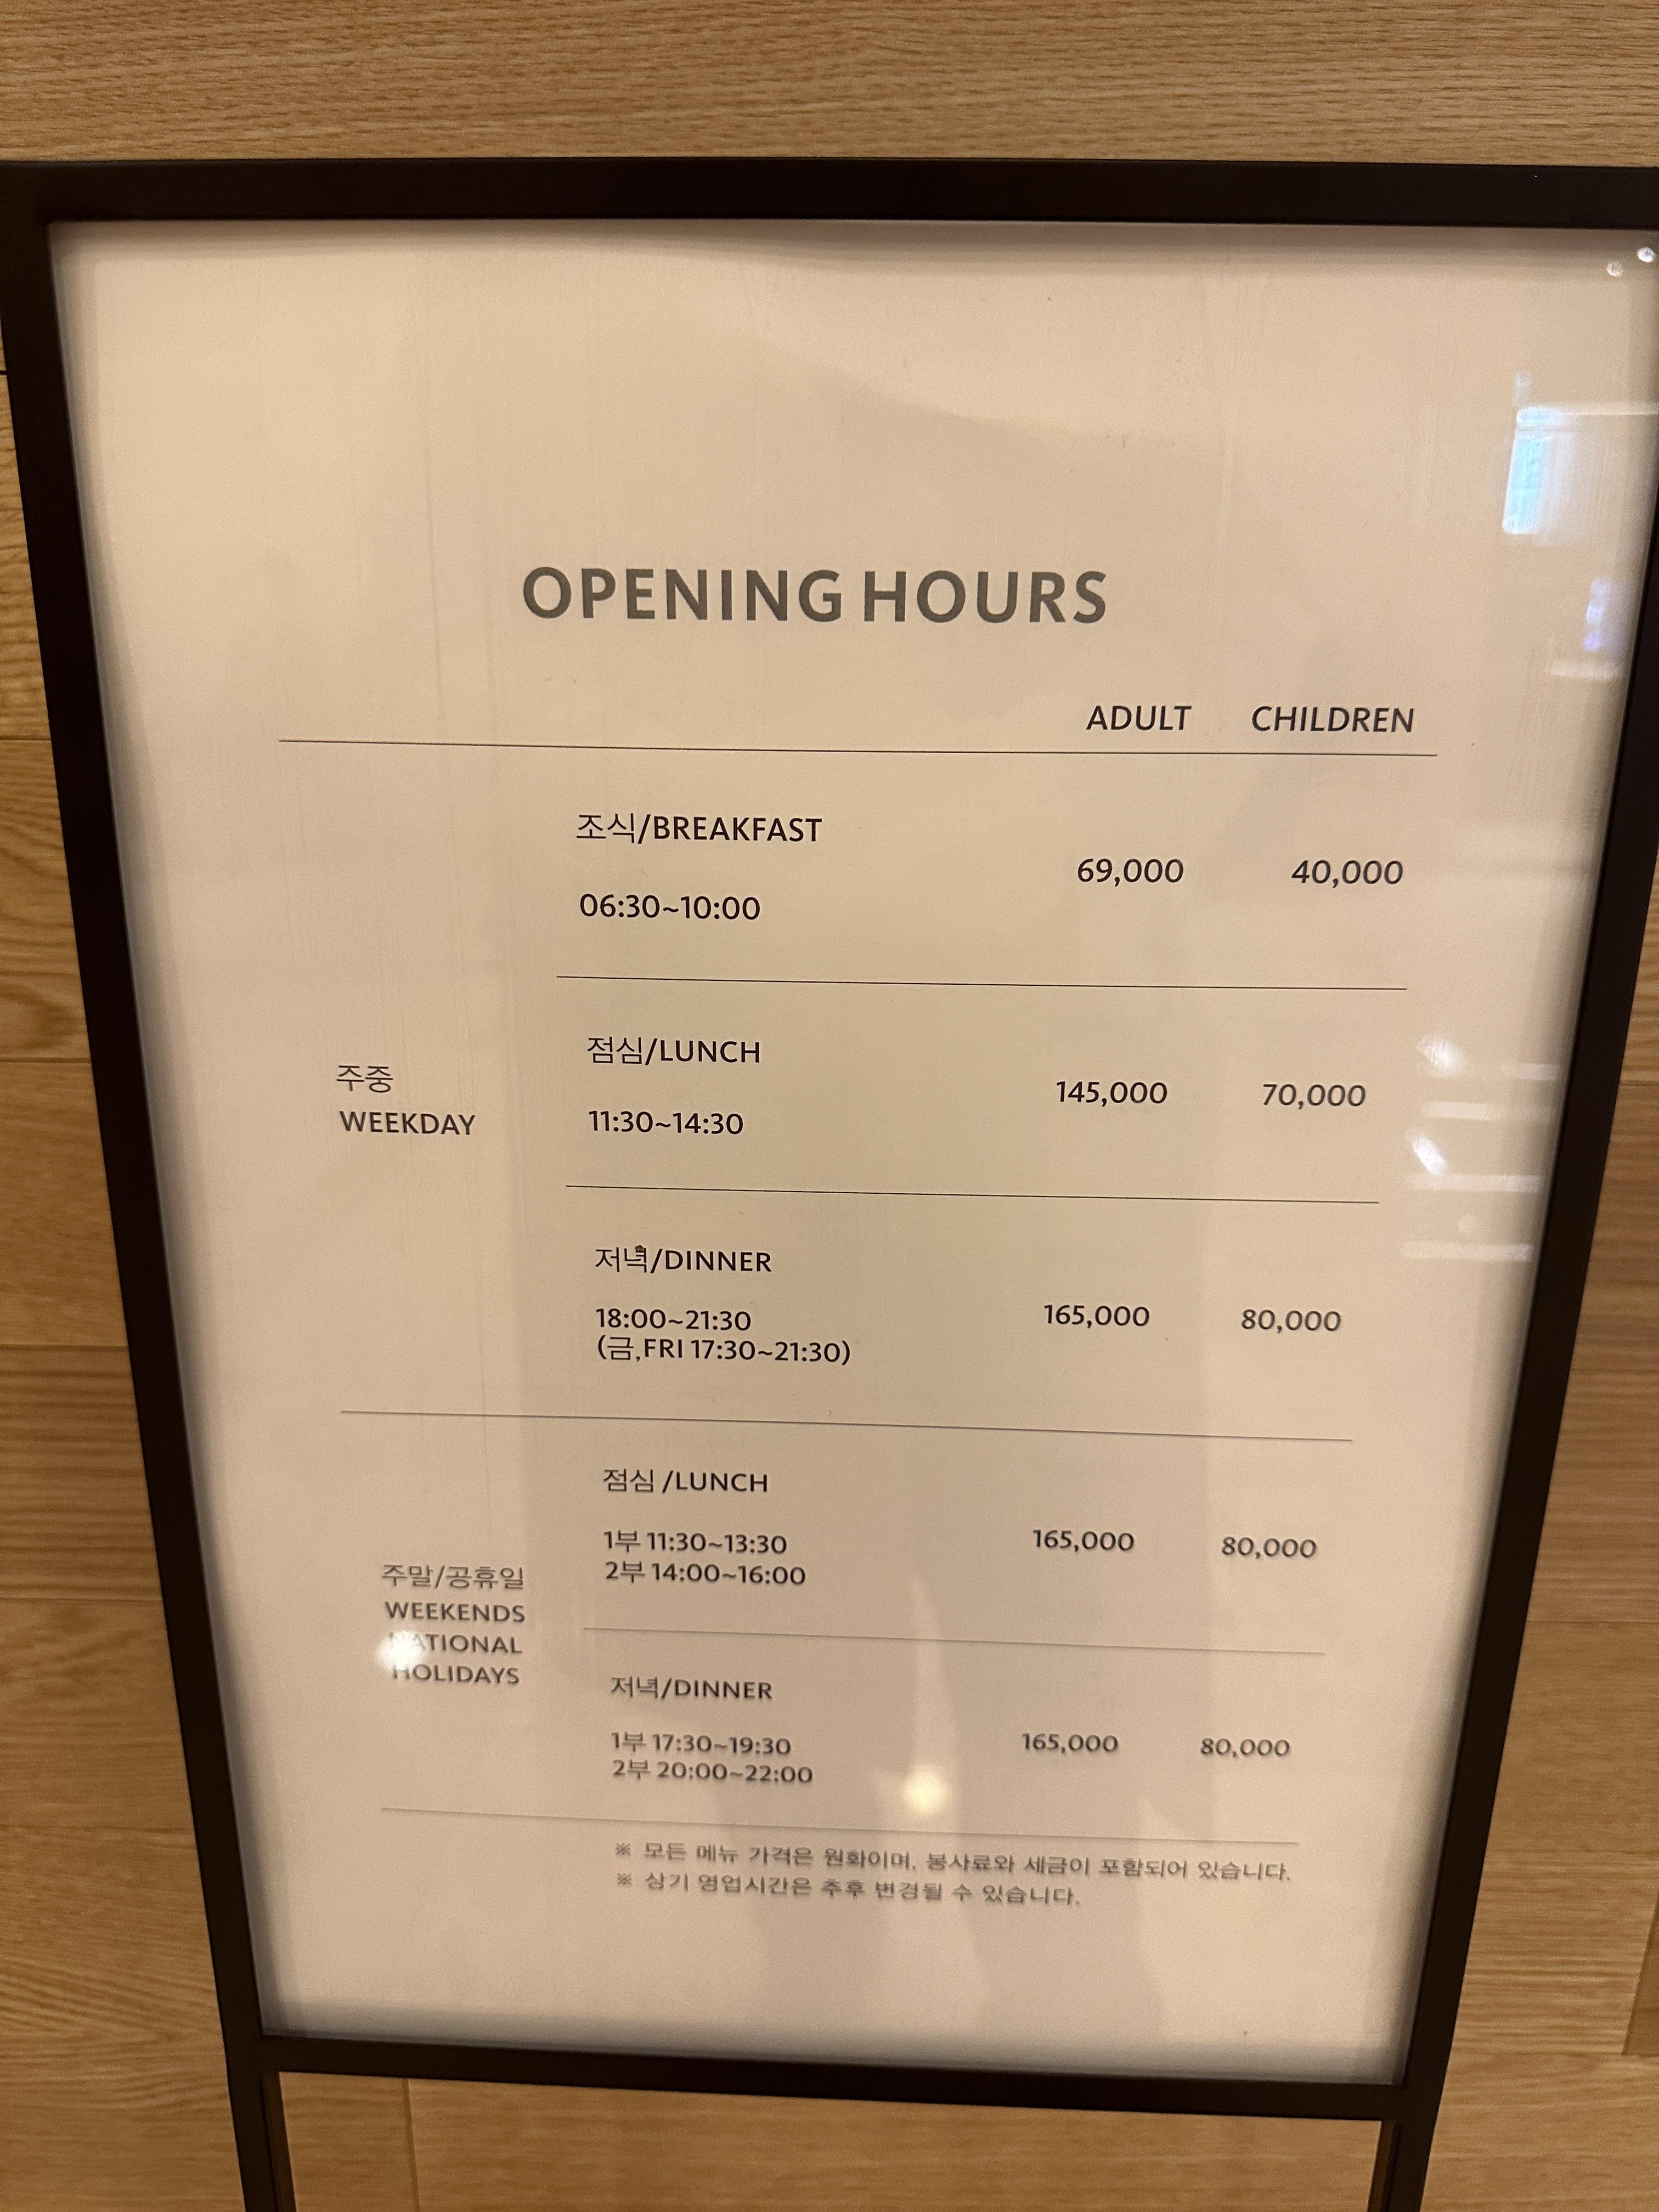 OPENING HOURS
ADULT CHILDREN
조식/BREAKFAST
69,000 40,000
06:30~10:00
점심/LUNCH
주중
145,000 70,000
WEEKDAY
11:30~14:30
저녁/DINNER
18:00~21:30
165,000 80,000
(금,FRI 17:30~21:30)
점심 /LUNCH
1부 11:30~13:30
165,000 80,000
2부 14:00~16:00
주말/공휴일
WEEKENDS
NATIONAL
HOLIDAYS
저녁/DINNER
1부 17:30~19:30
165,000 80,000
2부 20:00~22:00
※ 모든 메뉴 가격은 원화이며, 봉사료와 세금이 포함되어 있습니다.
※ 상기 영업시간은 추후 변경될 수 있습니다.